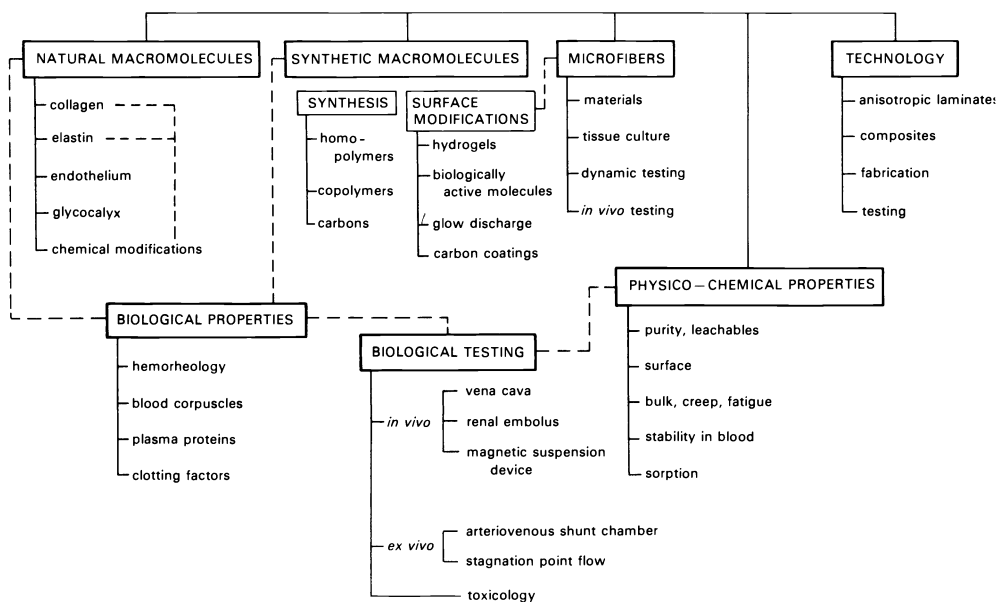 NATURAL MACROMOLECULES
collagen
elastin
endothelium
glycocalyx
chemical modifications
SYNTHETIC MACROMOLECULES
SYNTHESIS
homo-
polymers
copolymers
carbons
SURFACE
MODIFICATIONS
hydrogels
biologically
active molecules
glow discharge
carbon coatings
MICROFIBERS
materials
tissue culture
dynamic testing
in vivo testing
TECHNOLOGY
anisotropic laminates
composites
fabrication
testing
BIOLOGICAL PROPERTIES
hemorheology
blood corpuscles
plasma proteins
clotting factors
BIOLOGICAL TESTING
in vivo
vena cava
renal embolus
magnetic suspension
device
ex vivo
arteriovenous shunt chamber
stagnation point flow
toxicology
PHYSICO-CHEMICAL PROPERTIES
purity, leachables
surface
bulk, creep, fatigue
stability in blood
sorption